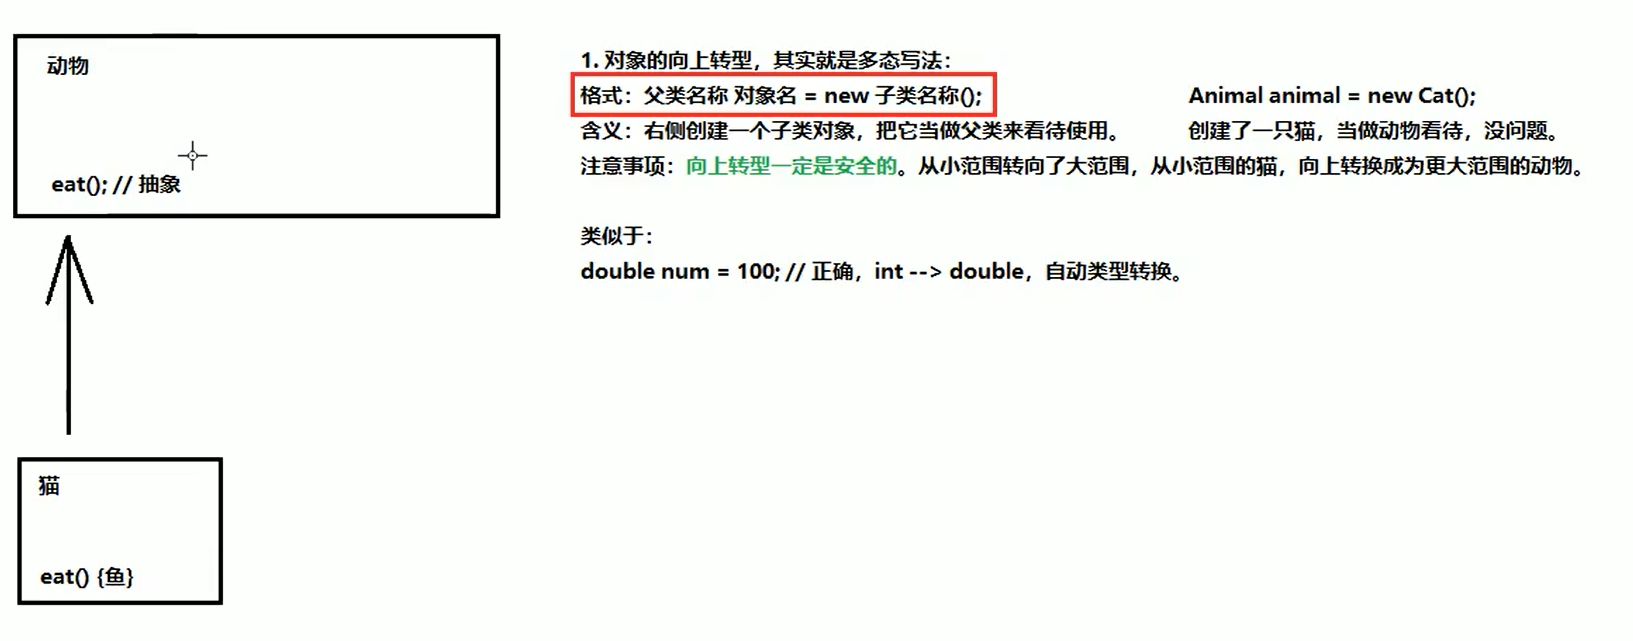 动物
eat(); // 抽象
猫
eat() {鱼}
1. 对象的向上转型，其实就是多态写法：
格式：父类名称 对象名 = new 子类名称();
Animal animal = new Cat();
含义：右侧创建一个子类对象，把它当做父类来看待使用。
创建了一只猫，当做动物看待，没问题。
注意事项：向上转型一定是安全的。从小范围转向了大范围，从小范围的猫，向上转换成为更大范围的动物。
类似于：
double num = 100; // 正确，int --> double，自动类型转换。